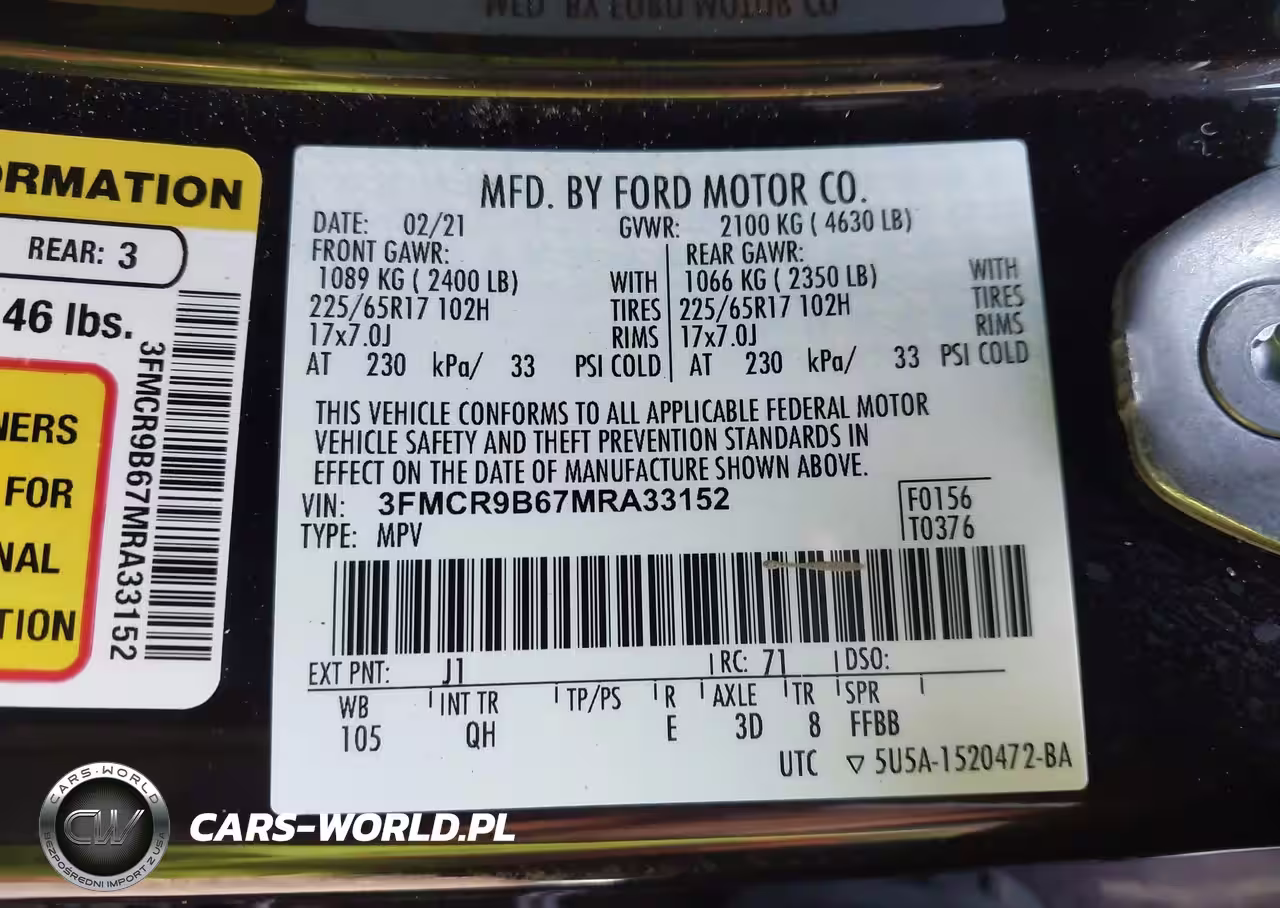 MFD. BY FORD MOTOR CO.
DATE: 02/21 GVWR: 2100 KG ( 4630 LB)
FRONT GAWR: REAR GAWR:
1089 KG ( 2400 LB) WITH 1066 KG ( 2350 LB) WITH
225/65R17 102H TIRES 225/65R17 102H TIRES
17x7.0J RIMS 17x7.0J RIMS
AT 230 kPa/ 33 PSI COLD AT 230 kPa/ 33 PSI COLD
THIS VEHICLE CONFORMS TO ALL APPLICABLE FEDERAL MOTOR
VEHICLE SAFETY AND THEFT PREVENTION STANDARDS IN
EFFECT ON THE DATE OF MANUFACTURE SHOWN ABOVE.
VIN: 3FMCR9B67MRA33152
F0156
TYPE: MPV
T0376
EXT PNT: J1 RC: 71 DSO:
WB INT TR TP/PS R AXLE TR SPR
105 QH E 3D 8 FFBB
UTC ▽ 5U5A-1520472-BA
ORMATION
REAR: 3
46 lbs.
3FMCR9B67MRA33152
NERS
FOR
NAL
TION
CARS-WORLD
CW
BEZPOŚREDNI IMPORT Z USA
CARS-WORLD.PL